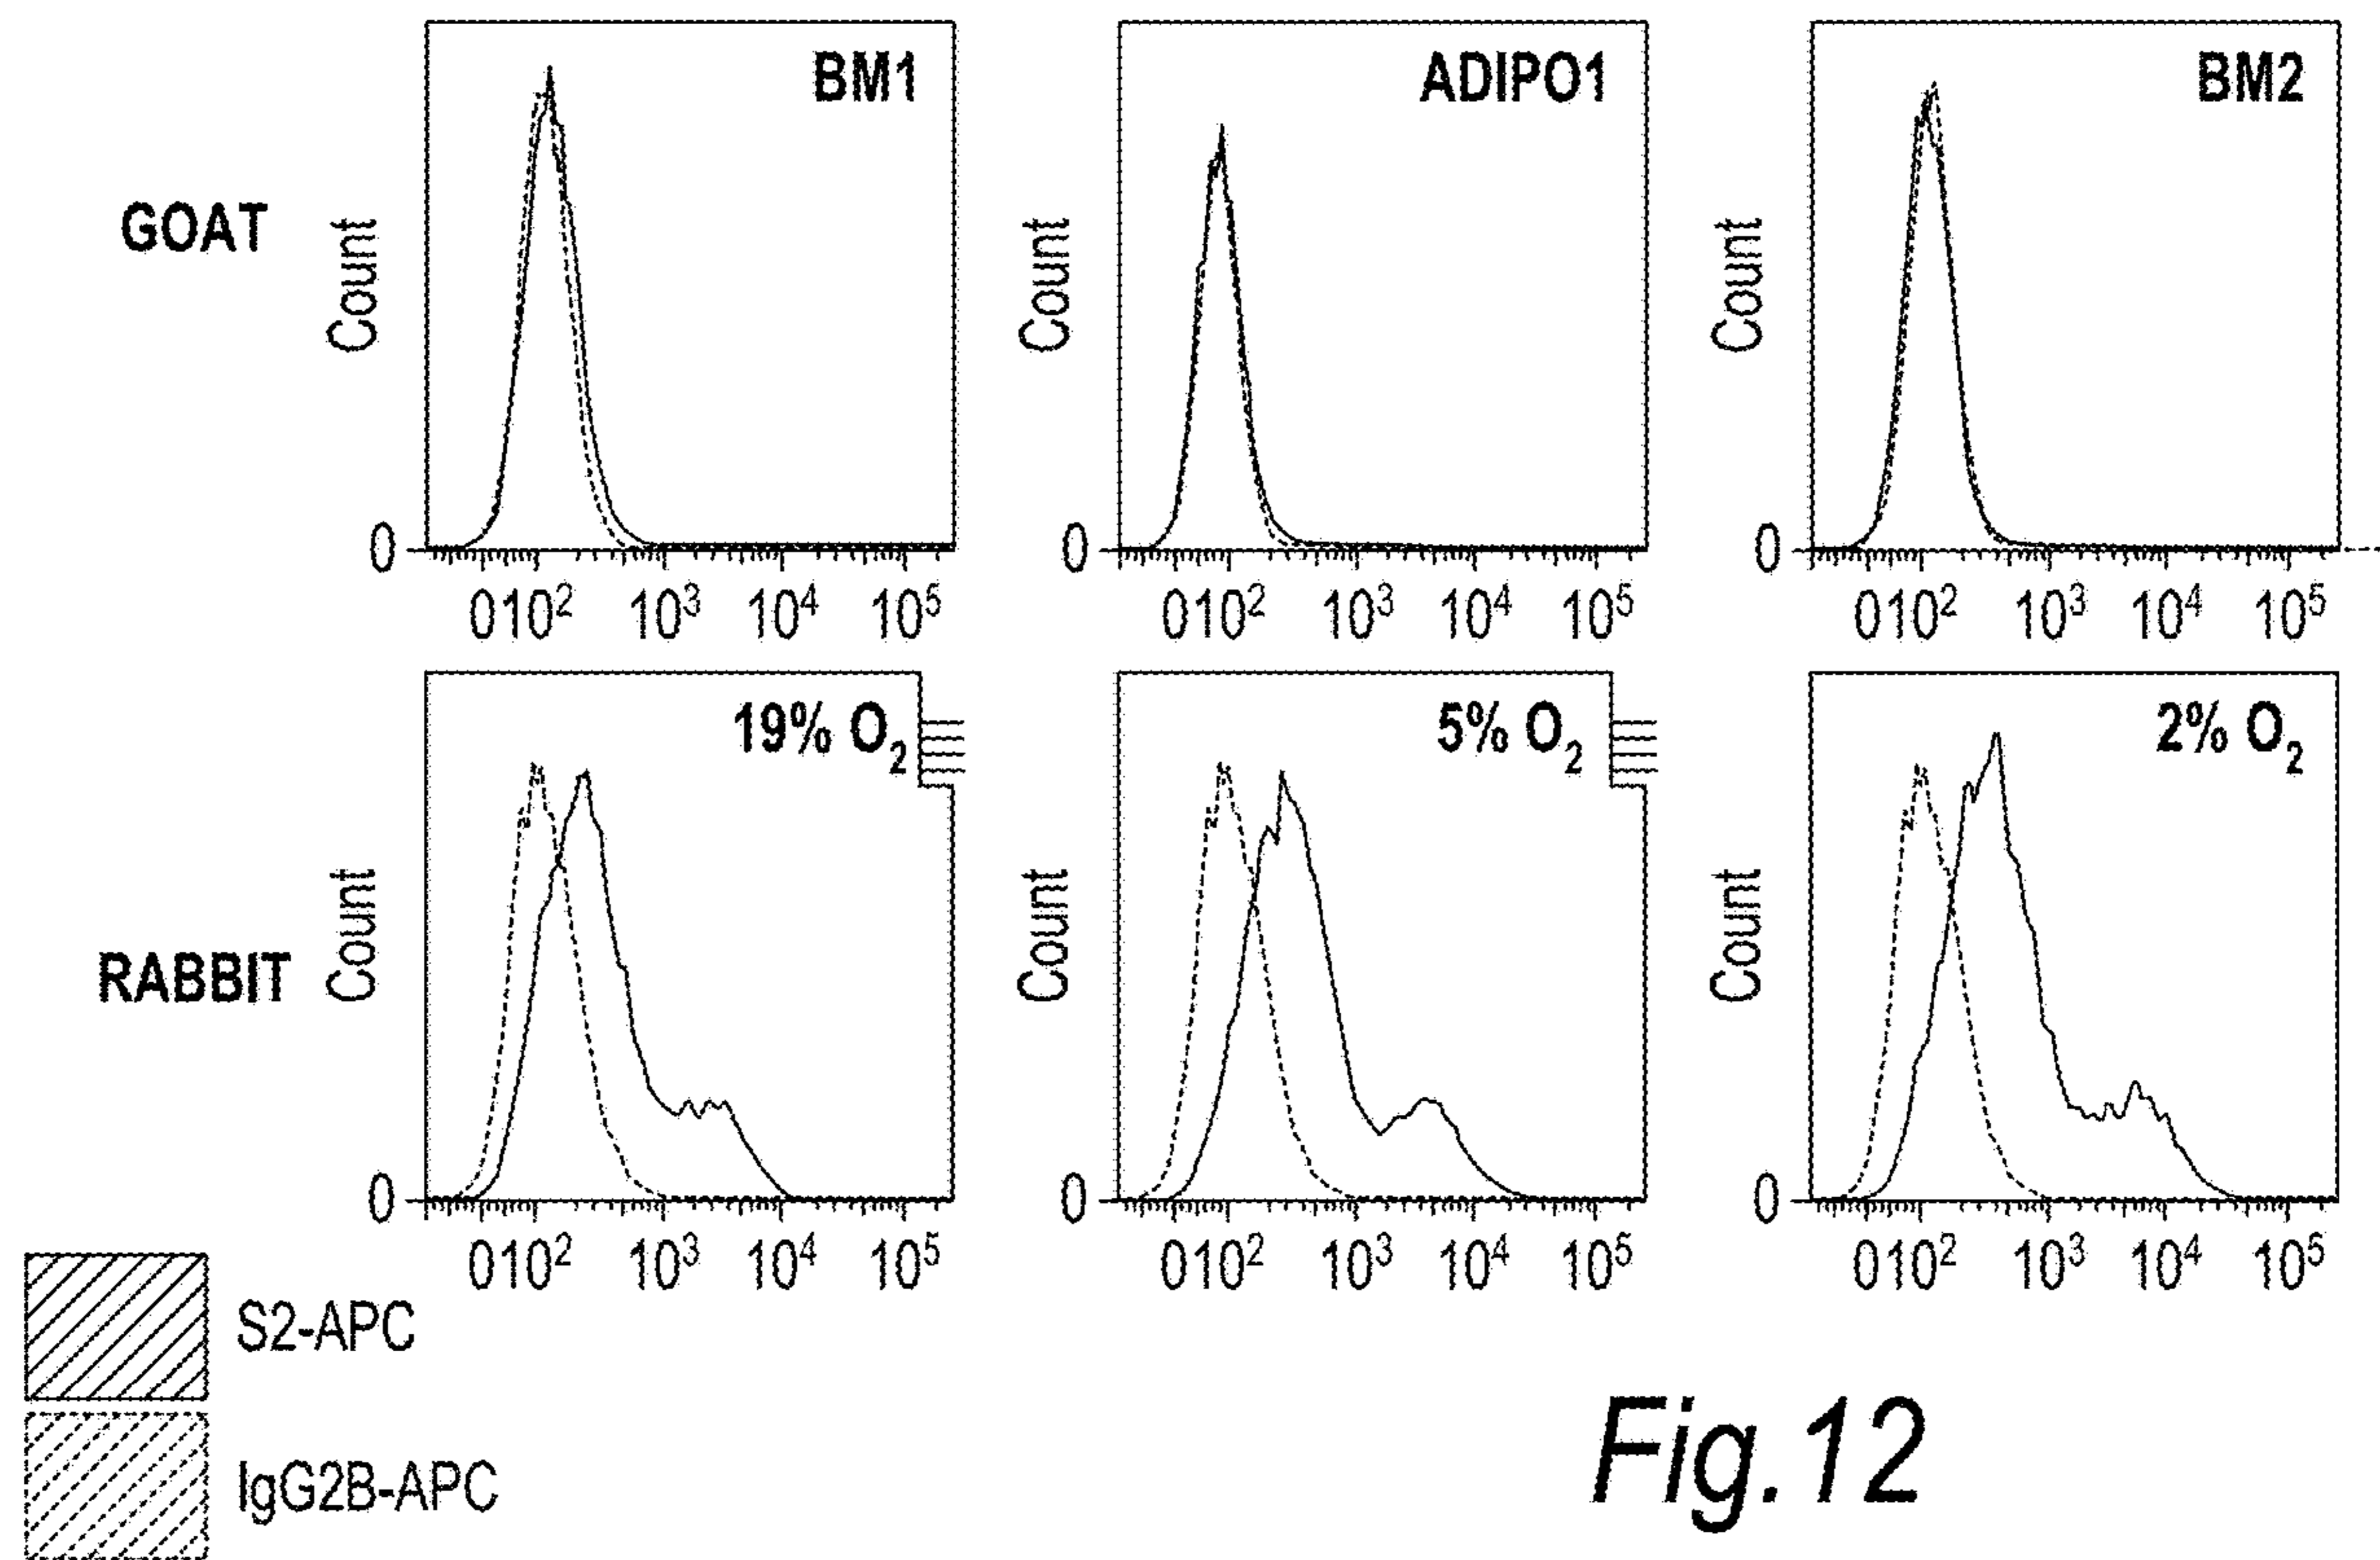 BM1 ADIPO1 BM2
GOAT
Count Count Count
0 0 0
0 10² 10³ 10⁴ 10⁵ 0 10² 10³ 10⁴ 10⁵ 0 10² 10³ 10⁴ 10⁵
19% O₂ 5% O₂ 2% O₂
RABBIT
Count Count Count
0 0 0
0 10² 10³ 10⁴ 10⁵ 0 10² 10³ 10⁴ 10⁵ 0 10² 10³ 10⁴ 10⁵
S2-APC
IgG2B-APC
Fig.12